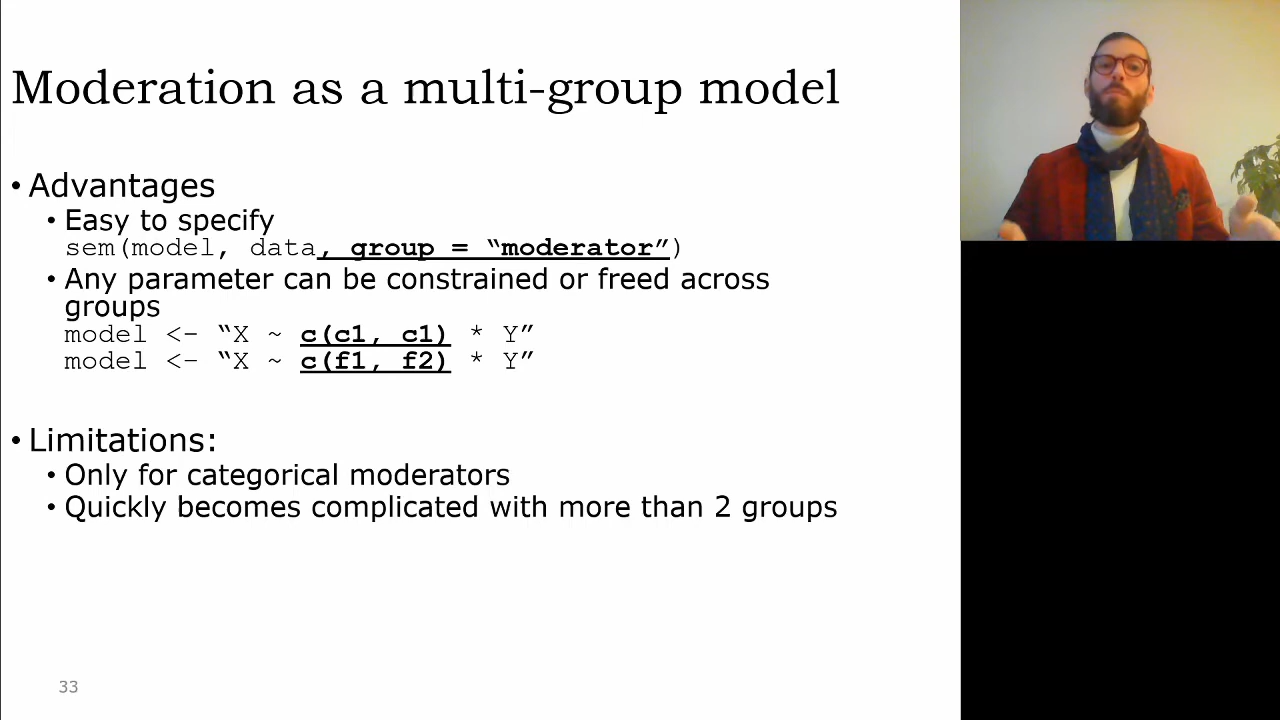 Moderation as a multi-group model
• Advantages
• Easy to specify
sem(model, data, group = “moderator”)
• Any parameter can be constrained or freed across
groups
model <- “X ~ c(c1, c1) * Y”
model <- “X ~ c(f1, f2) * Y”
• Limitations:
• Only for categorical moderators
• Quickly becomes complicated with more than 2 groups
33